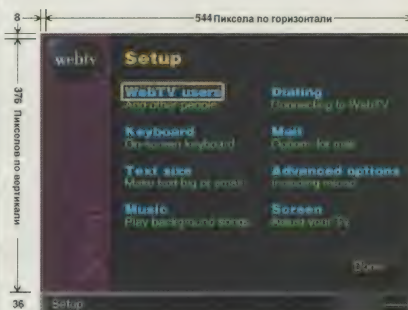 8
544 Пиксела по горизонтали
webtv
Setup
WebTV users
And other people
Dialing
Connecting to WebTV
Keyboard
On-screen keyboard
Mail
Options for mail
Text size
Make text big or small
Advanced options
Including
Music
Play background songs
Screen
Adjust your TV
Done
376 Пикселов по вертикали
36
Setup